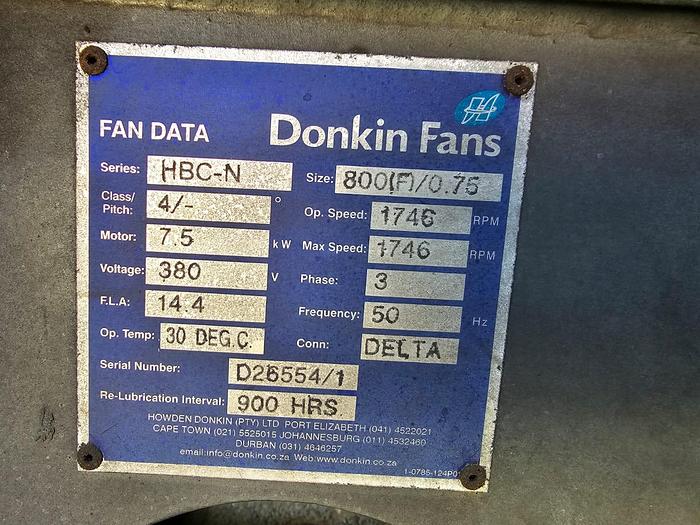 FAN DATA Donkin Fans
Series: HBC-N Size: 800(F)/0.75
Class/Pitch: 4/- ° Op. Speed: 1746 RPM
Motor: 7.5 kW Max Speed: 1746 RPM
Voltage: 380 V Phase: 3
F.L.A: 14.4 Frequency: 50 Hz
Op. Temp: 30 DEG.C. Conn: DELTA
Serial Number: D26554/1
Re-Lubrication Interval: 900 HRS
HOWDEN DONKIN (PTY) LTD PORT ELIZABETH (041) 4522021
CAPE TOWN (021) 5525015 JOHANNESBURG (011) 4532460
DURBAN (031) 4646257
email:info@donkin.co.za Web:www.donkin.co.za